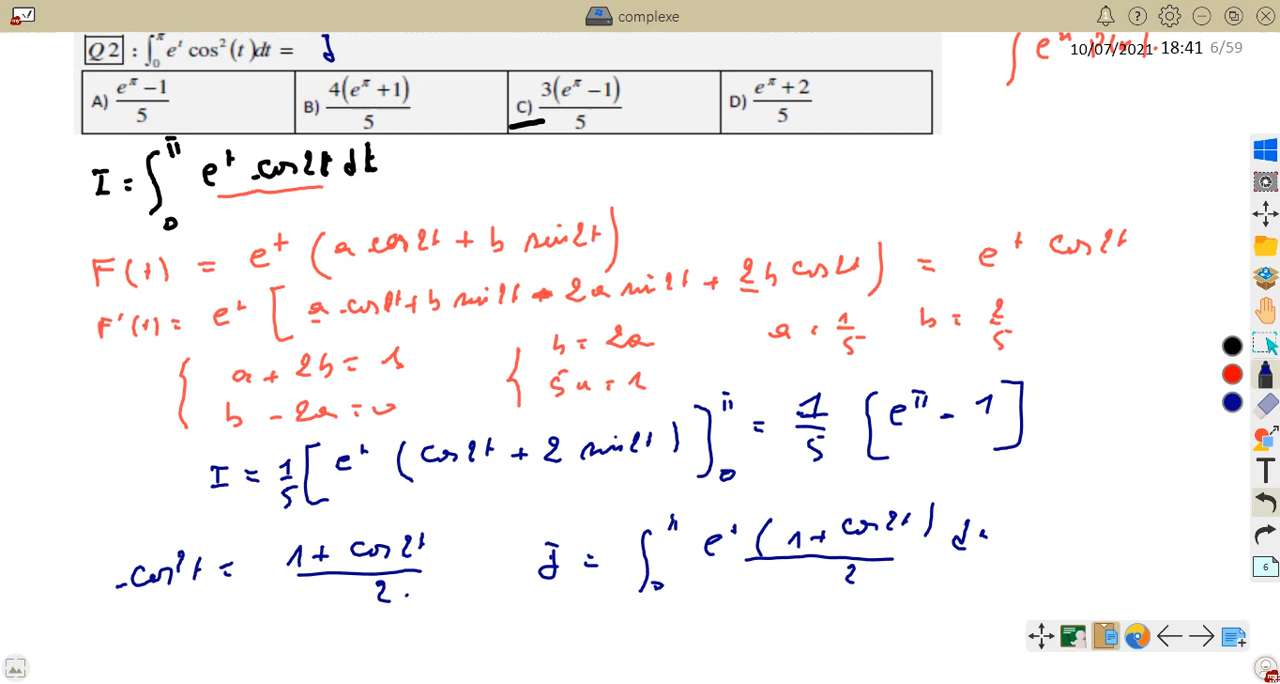 complexe
10/07/2021 18:41 6/59
Q 2 : ∫₀^π e^t cos²(t)dt = J
A) (e^π − 1)/5 B) 4(e^π + 1)/5 C) 3(e^π − 1)/5 D) (e^π + 2)/5
I = ∫₀^π e^t cos2t dt
F(t) = e^t (a cos2t + b sin2t)
F'(t) = e^t [a cos2t + b sin2t - 2a sin2t + 2b cos2t) = e^t cos2t
{ a + 2b = 1 { b = 2a a = 1/5 b = 2/5
b - 2a = 0 5a = 1
I = 1/5 [e^t (cos2t + 2 sin2t)]₀^π = 1/5 [e^π - 1]
cos²t = (1 + cos2t)/2 J = ∫₀^π e^t (1 + cos2t)/2 dt
6